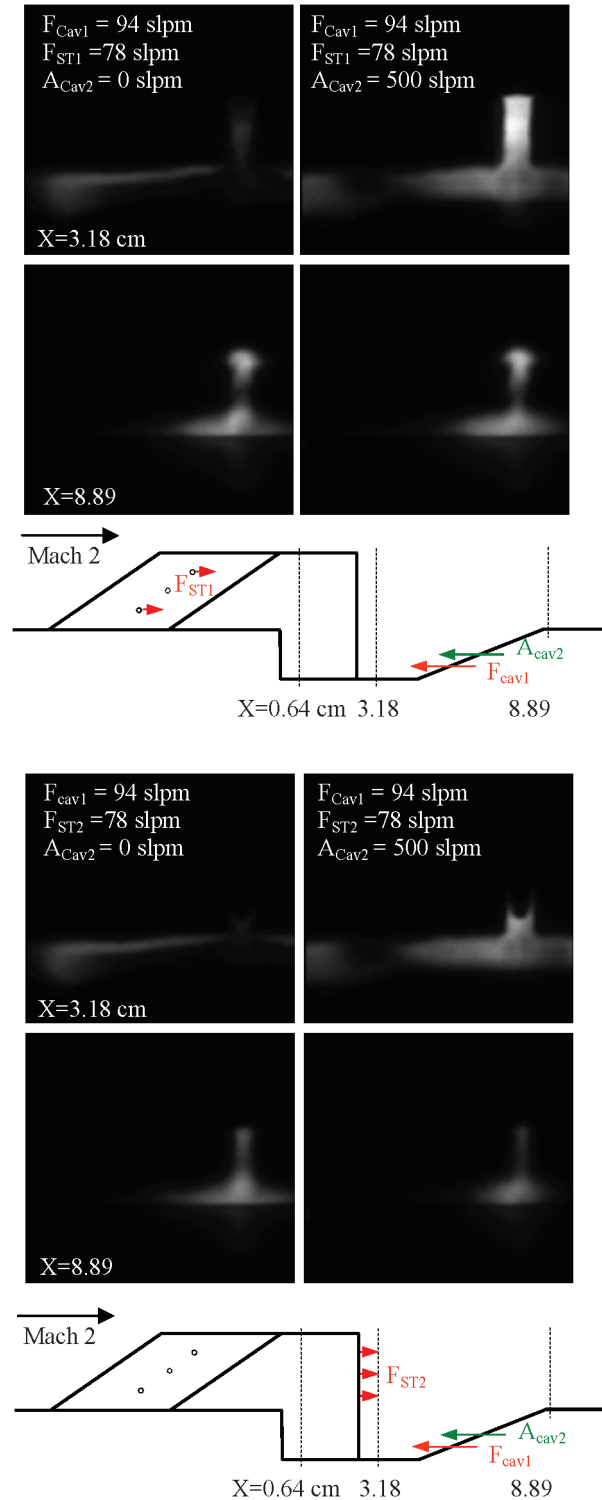 F_Cav1 = 94 slpm
F_ST1 =78 slpm
A_Cav2 = 0 slpm
X=3.18 cm
F_Cav1 = 94 slpm
F_ST1 =78 slpm
A_Cav2 = 500 slpm
X=8.89
Mach 2
F_ST1
A_cav2
F_cav1
X=0.64 cm 3.18 8.89
F_cav1 = 94 slpm
F_ST2 =78 slpm
A_Cav2 = 0 slpm
X=3.18 cm
F_Cav1 = 94 slpm
F_ST2 =78 slpm
A_Cav2 = 500 slpm
X=8.89
Mach 2
F_ST2
A_cav2
F_cav1
X=0.64 cm 3.18 8.89